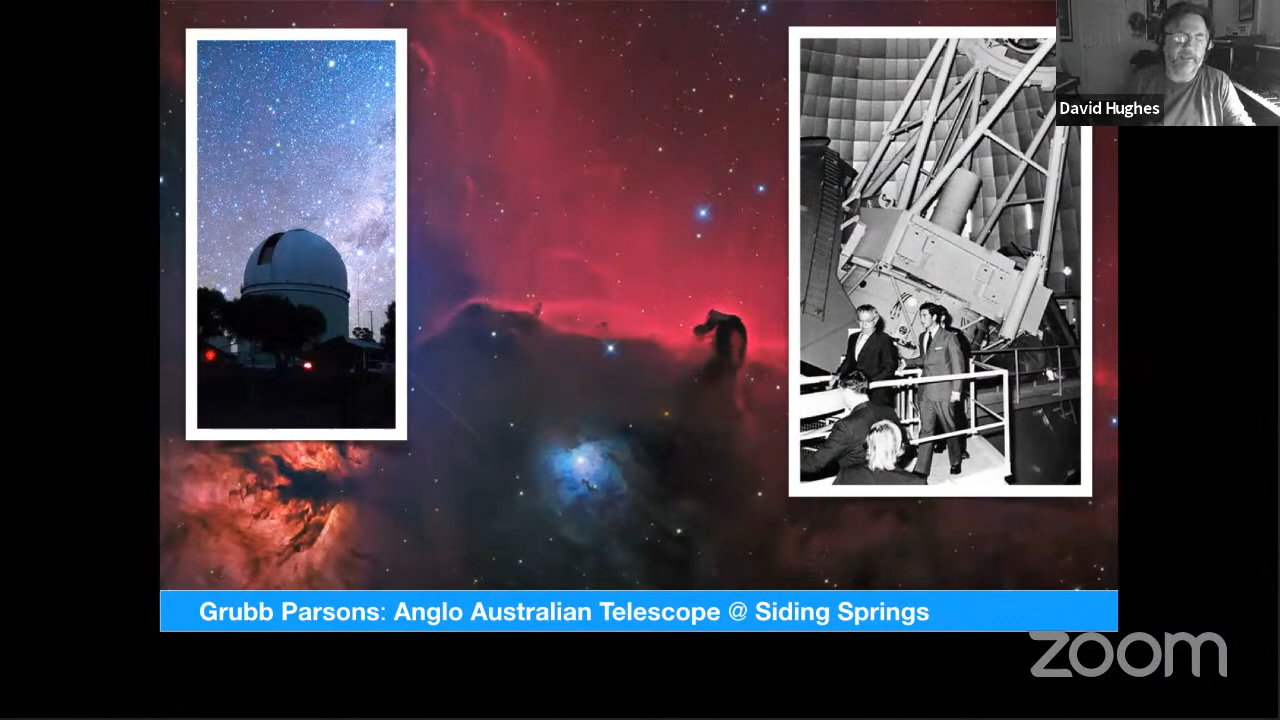 David Hughes
Grubb Parsons: Anglo Australian Telescope @ Siding Springs
zoom